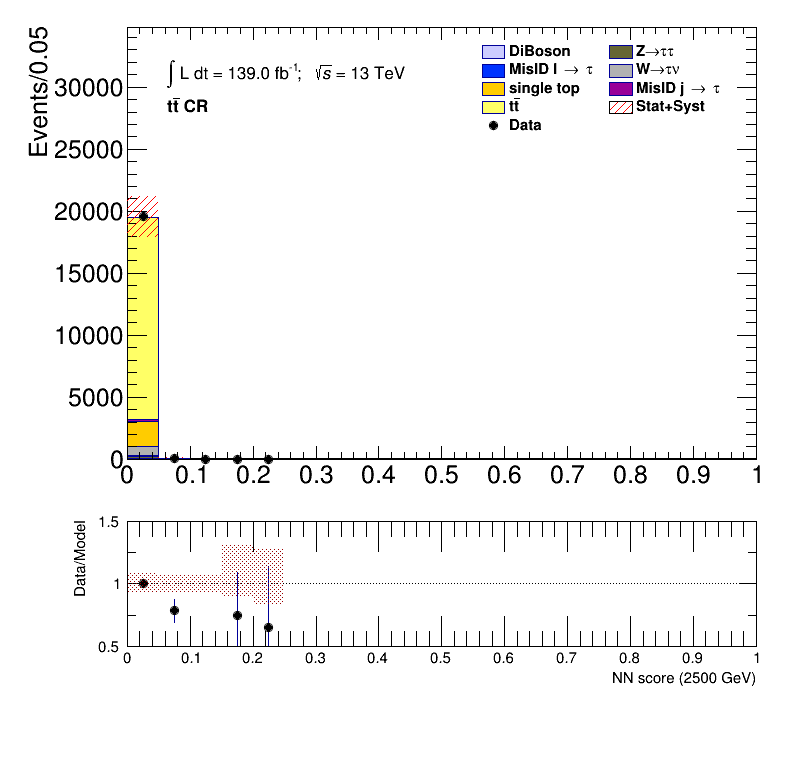 Events/0.05
30000
25000
20000
15000
10000
5000
0
∫ L dt = 139.0 fb⁻¹; √s = 13 TeV
tt̄ CR
DiBoson
MisID l → τ
single top
tt̄
Data
Z→ττ
W→τν
MisID j → τ
Stat+Syst
0 0.1 0.2 0.3 0.4 0.5 0.6 0.7 0.8 0.9 1
Data/Model
1.5
1
0.5
0 0.1 0.2 0.3 0.4 0.5 0.6 0.7 0.8 0.9 1
NN score (2500 GeV)